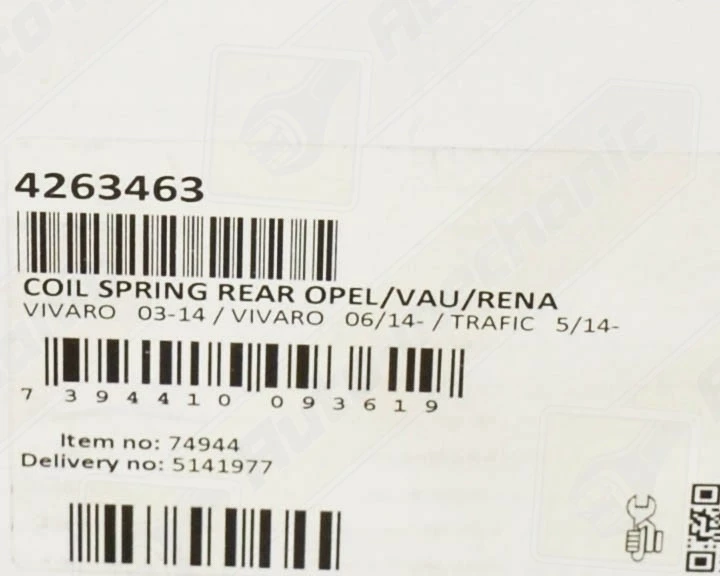 4263463
COIL SPRING REAR OPEL/VAU/RENA
VIVARO 03-14 / VIVARO 06/14- / TRAFIC 5/14-
7 394410 093619
Item no: 74944
Delivery no: 5141977